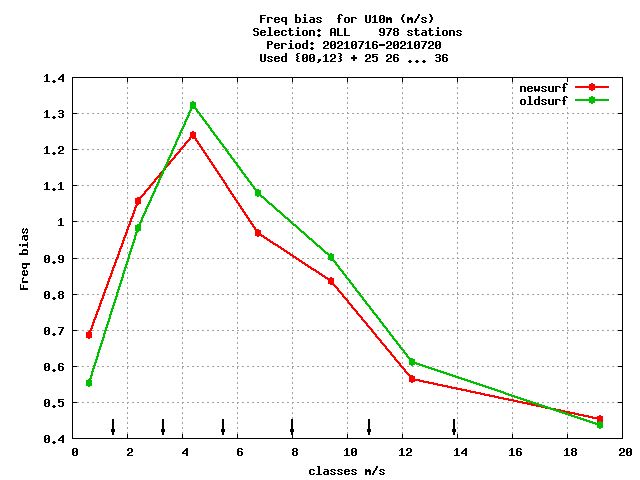 Freq bias  for U10m (m/s)
Selection: ALL    978 stations
Period: 20210716-20210720
Used {00,12} + 25 26 ... 36
newsurf
oldsurf
1.4
1.3
1.2
1.1
1
0.9
0.8
0.7
0.6
0.5
0.4
Freq bias
0 2 4 6 8 10 12 14 16 18 20
classes m/s